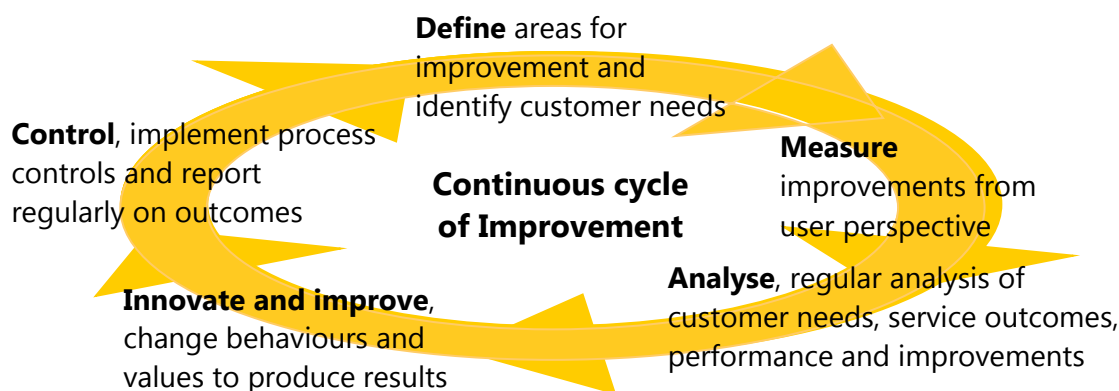 Define areas for
improvement and
identify customer needs
Control, implement process
controls and report
regularly on outcomes
Measure
improvements from
user perspective
Continuous cycle
of Improvement
Analyse, regular analysis of
customer needs, service outcomes,
performance and improvements
Innovate and improve,
change behaviours and
values to produce results